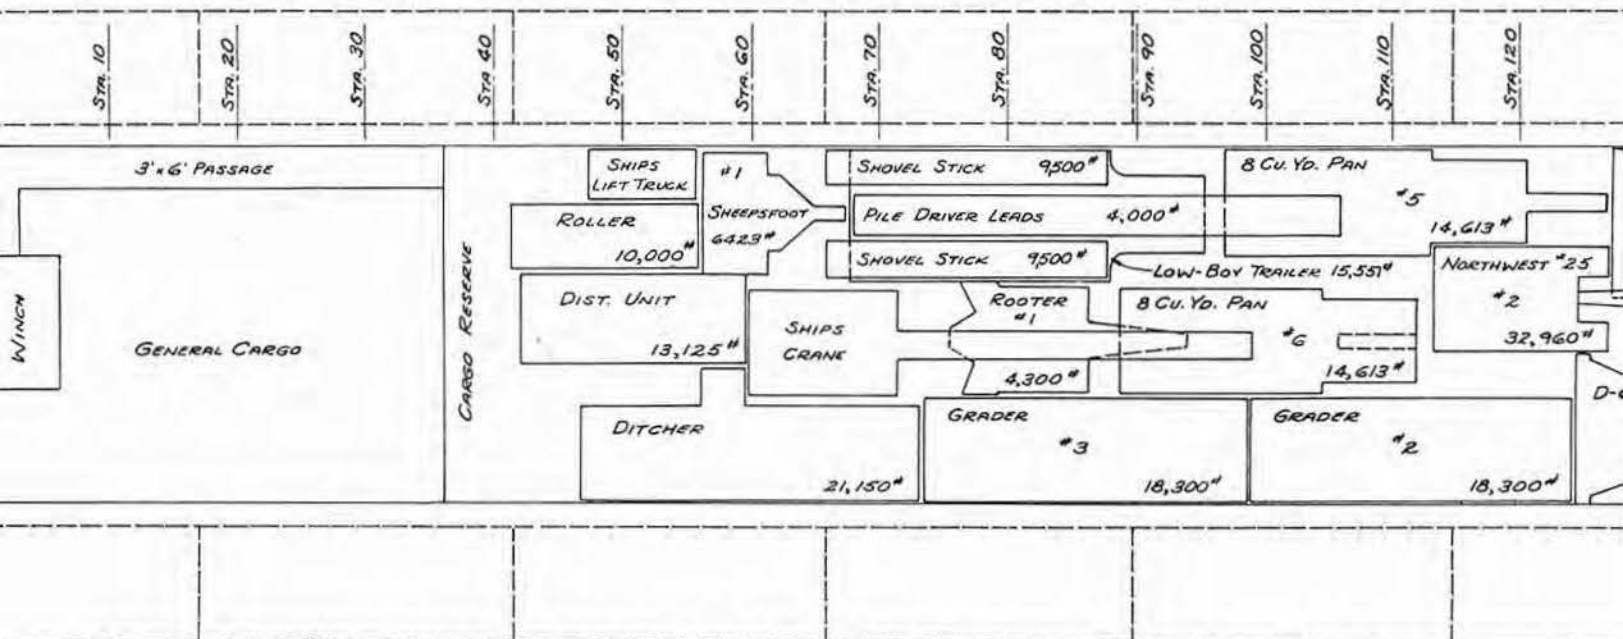 STA. 10
STA. 20
STA. 30
STA 40
STA. 50
STA. 60
STA. 70
STA. 80
STA. 90
STA. 100
STA. 110
STA. 120
3'x6' PASSAGE
WINCH
GENERAL CARGO
CARGO RESERVE
SHIPS
LIFT TRUCK
ROLLER
10,000#
#1
SHEEPSFOOT
6423#
SHOVEL STICK 9,500#
PILE DRIVER LEADS 4,000#
SHOVEL STICK 9,500#
LOW-BOY TRAILER 15,551#
8 CU. YD. PAN
#5
14,613#
NORTHWEST #25
#2
32,960#
DIST. UNIT
13,125#
SHIPS
CRANE
ROOTER
#1
4,300#
8 CU. YD. PAN
#6
14,613#
DITCHER
21,150#
GRADER
#3
18,300#
GRADER
#2
18,300#